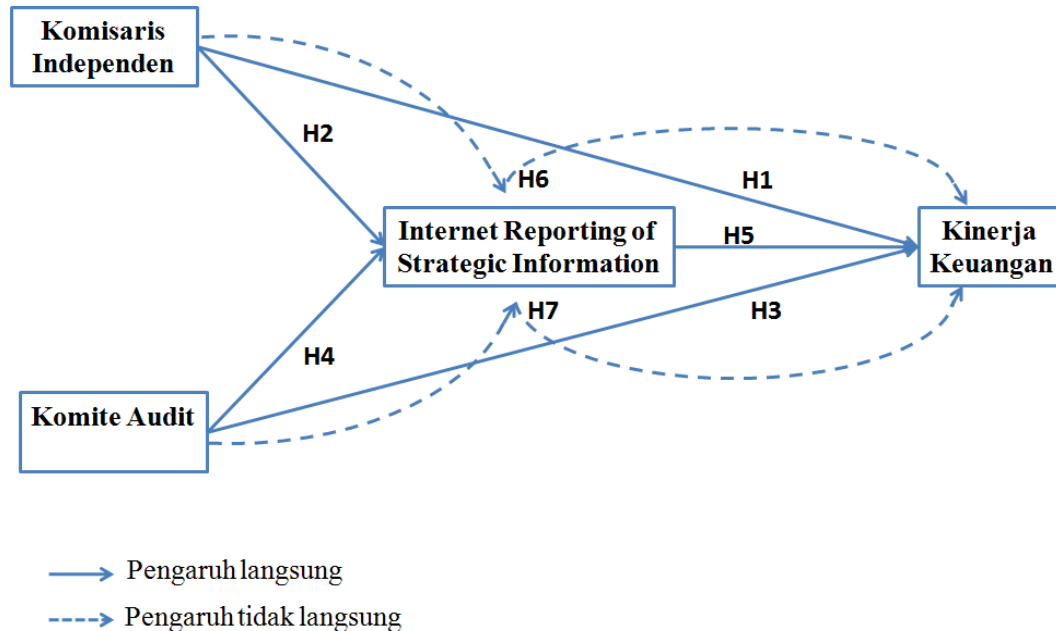 Komisaris
Independen
H2
H6
H1
Internet Reporting of
Strategic Information
H5
Kinerja
Keuangan
H7
H3
H4
Komite Audit
Pengaruh langsung
Pengaruh tidak langsung